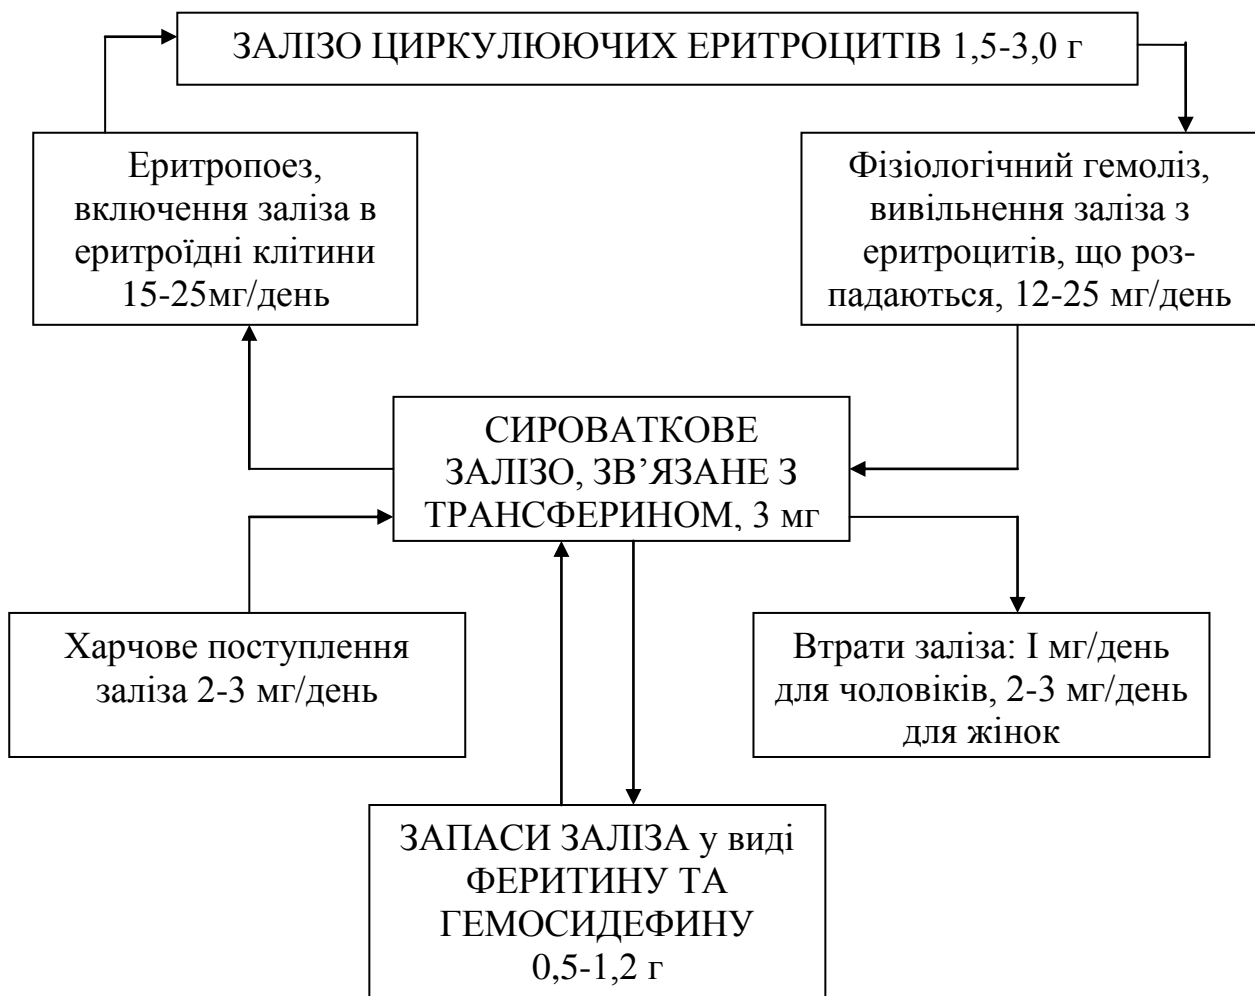 ЗАЛІЗО ЦИРКУЛЮЮЧИХ ЕРИТРОЦИТІВ 1,5-3,0 г
Еритропоез,
включення заліза в
еритроїдні клітини
15-25мг/день
Фізіологічний гемоліз,
вивільнення заліза з
еритроцитів, що роз-
падаються, 12-25 мг/день
СИРОВАТКОВЕ
ЗАЛІЗО, ЗВ’ЯЗАНЕ З
ТРАНСФЕРИНОМ, 3 мг
Харчове поступлення
заліза 2-3 мг/день
Втрати заліза: І мг/день
для чоловіків, 2-3 мг/день
для жінок
ЗАПАСИ ЗАЛІЗА у виді
ФЕРИТИНУ ТА
ГЕМОСИДЕФИНУ
0,5-1,2 г